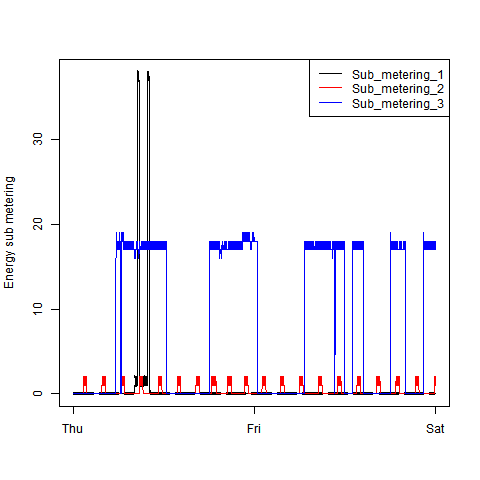 Sub_metering_1
Sub_metering_2
Sub_metering_3
Energy sub metering
30
20
10
0
Thu
Fri
Sat